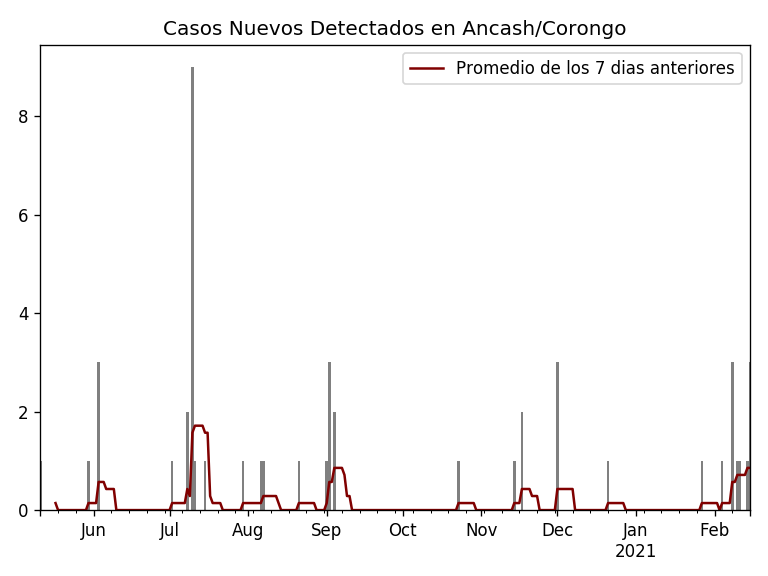 Casos Nuevos Detectados en Ancash/Corongo
Promedio de los 7 dias anteriores
8
6
4
2
0
Jun Jul Aug Sep Oct Nov Dec Jan Feb
2021